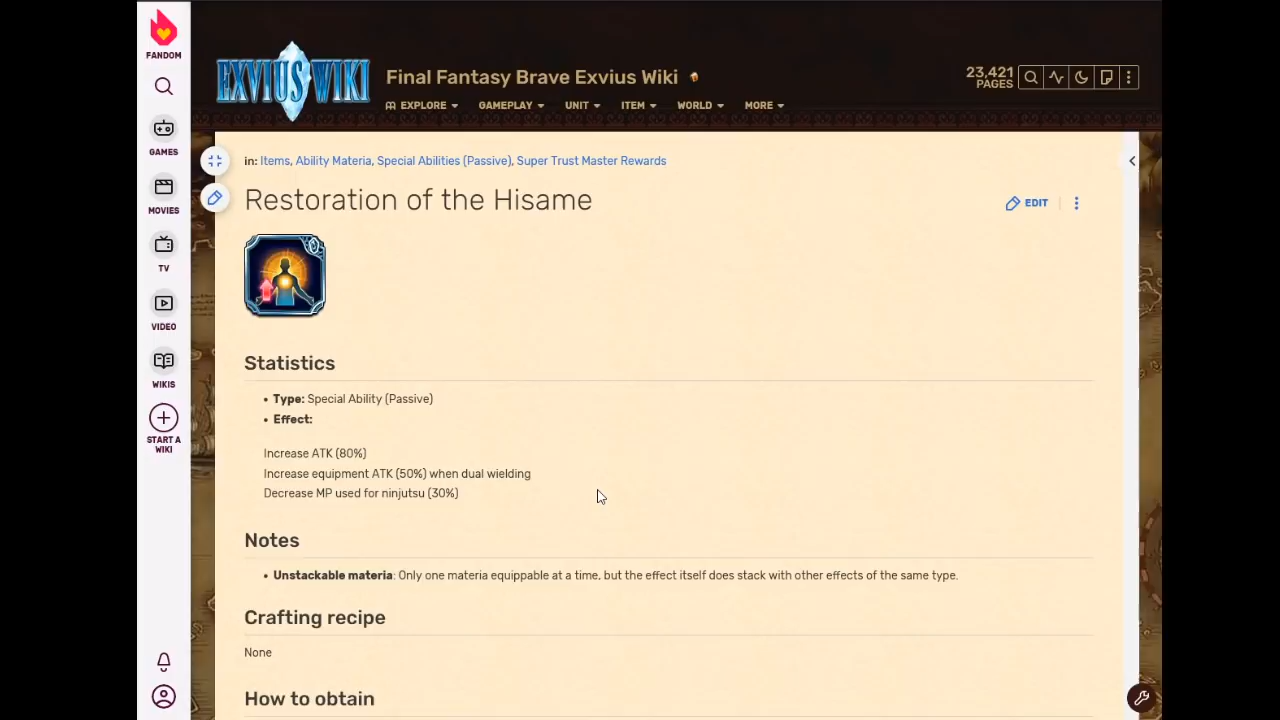 FANDOM
GAMES
MOVIES
TV
VIDEO
WIKIS
START A
WIKI
EXVIUS WIKI
Final Fantasy Brave Exvius Wiki
23,421
PAGES
EXPLORE
GAMEPLAY
UNIT
ITEM
WORLD
MORE
in: Items, Ability Materia, Special Abilities (Passive), Super Trust Master Rewards
Restoration of the Hisame
EDIT
Statistics
• Type: Special Ability (Passive)
• Effect:
Increase ATK (80%)
Increase equipment ATK (50%) when dual wielding
Decrease MP used for ninjutsu (30%)
Notes
• Unstackable materia: Only one materia equippable at a time, but the effect itself does stack with other effects of the same type.
Crafting recipe
None
How to obtain